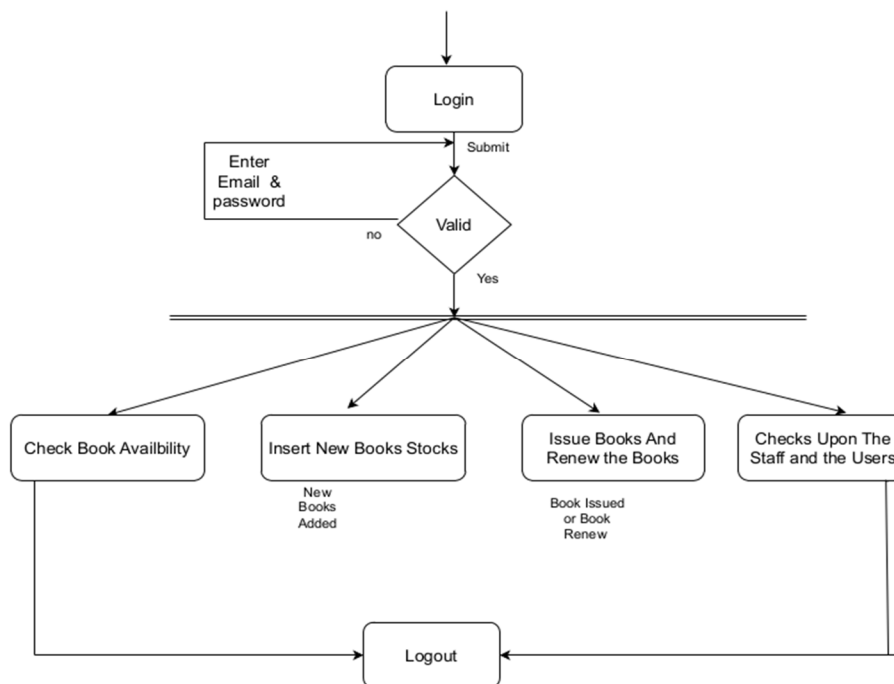 Login
Submit
Enter
Email &
password
Valid
no
Yes
Check Book Availbility
Insert New Books Stocks
Issue Books And
Renew the Books
Checks Upon The
Staff and the Users
New
Books
Added
Book Issued
or Book
Renew
Logout